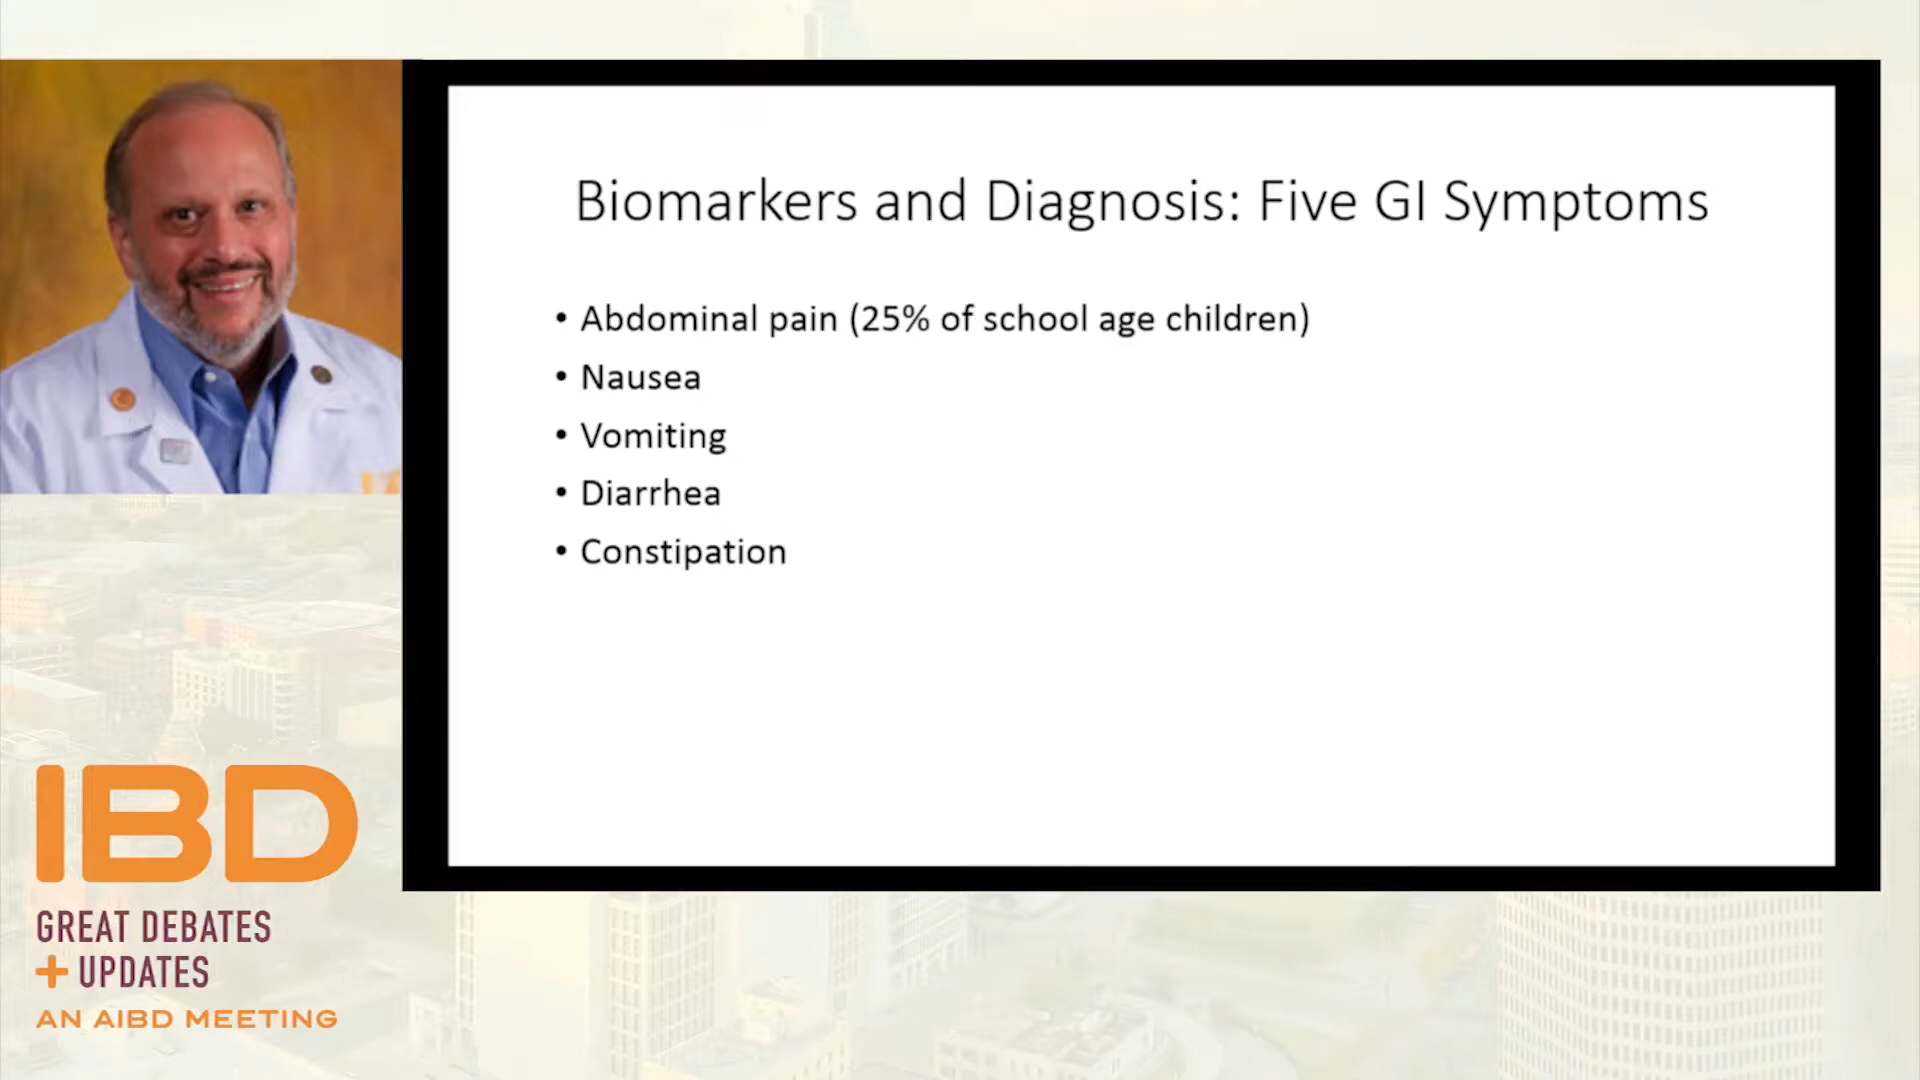 Biomarkers and Diagnosis: Five GI Symptoms
• Abdominal pain (25% of school age children)
• Nausea
• Vomiting
• Diarrhea
• Constipation
IBD
GREAT DEBATES
+ UPDATES
AN AIBD MEETING